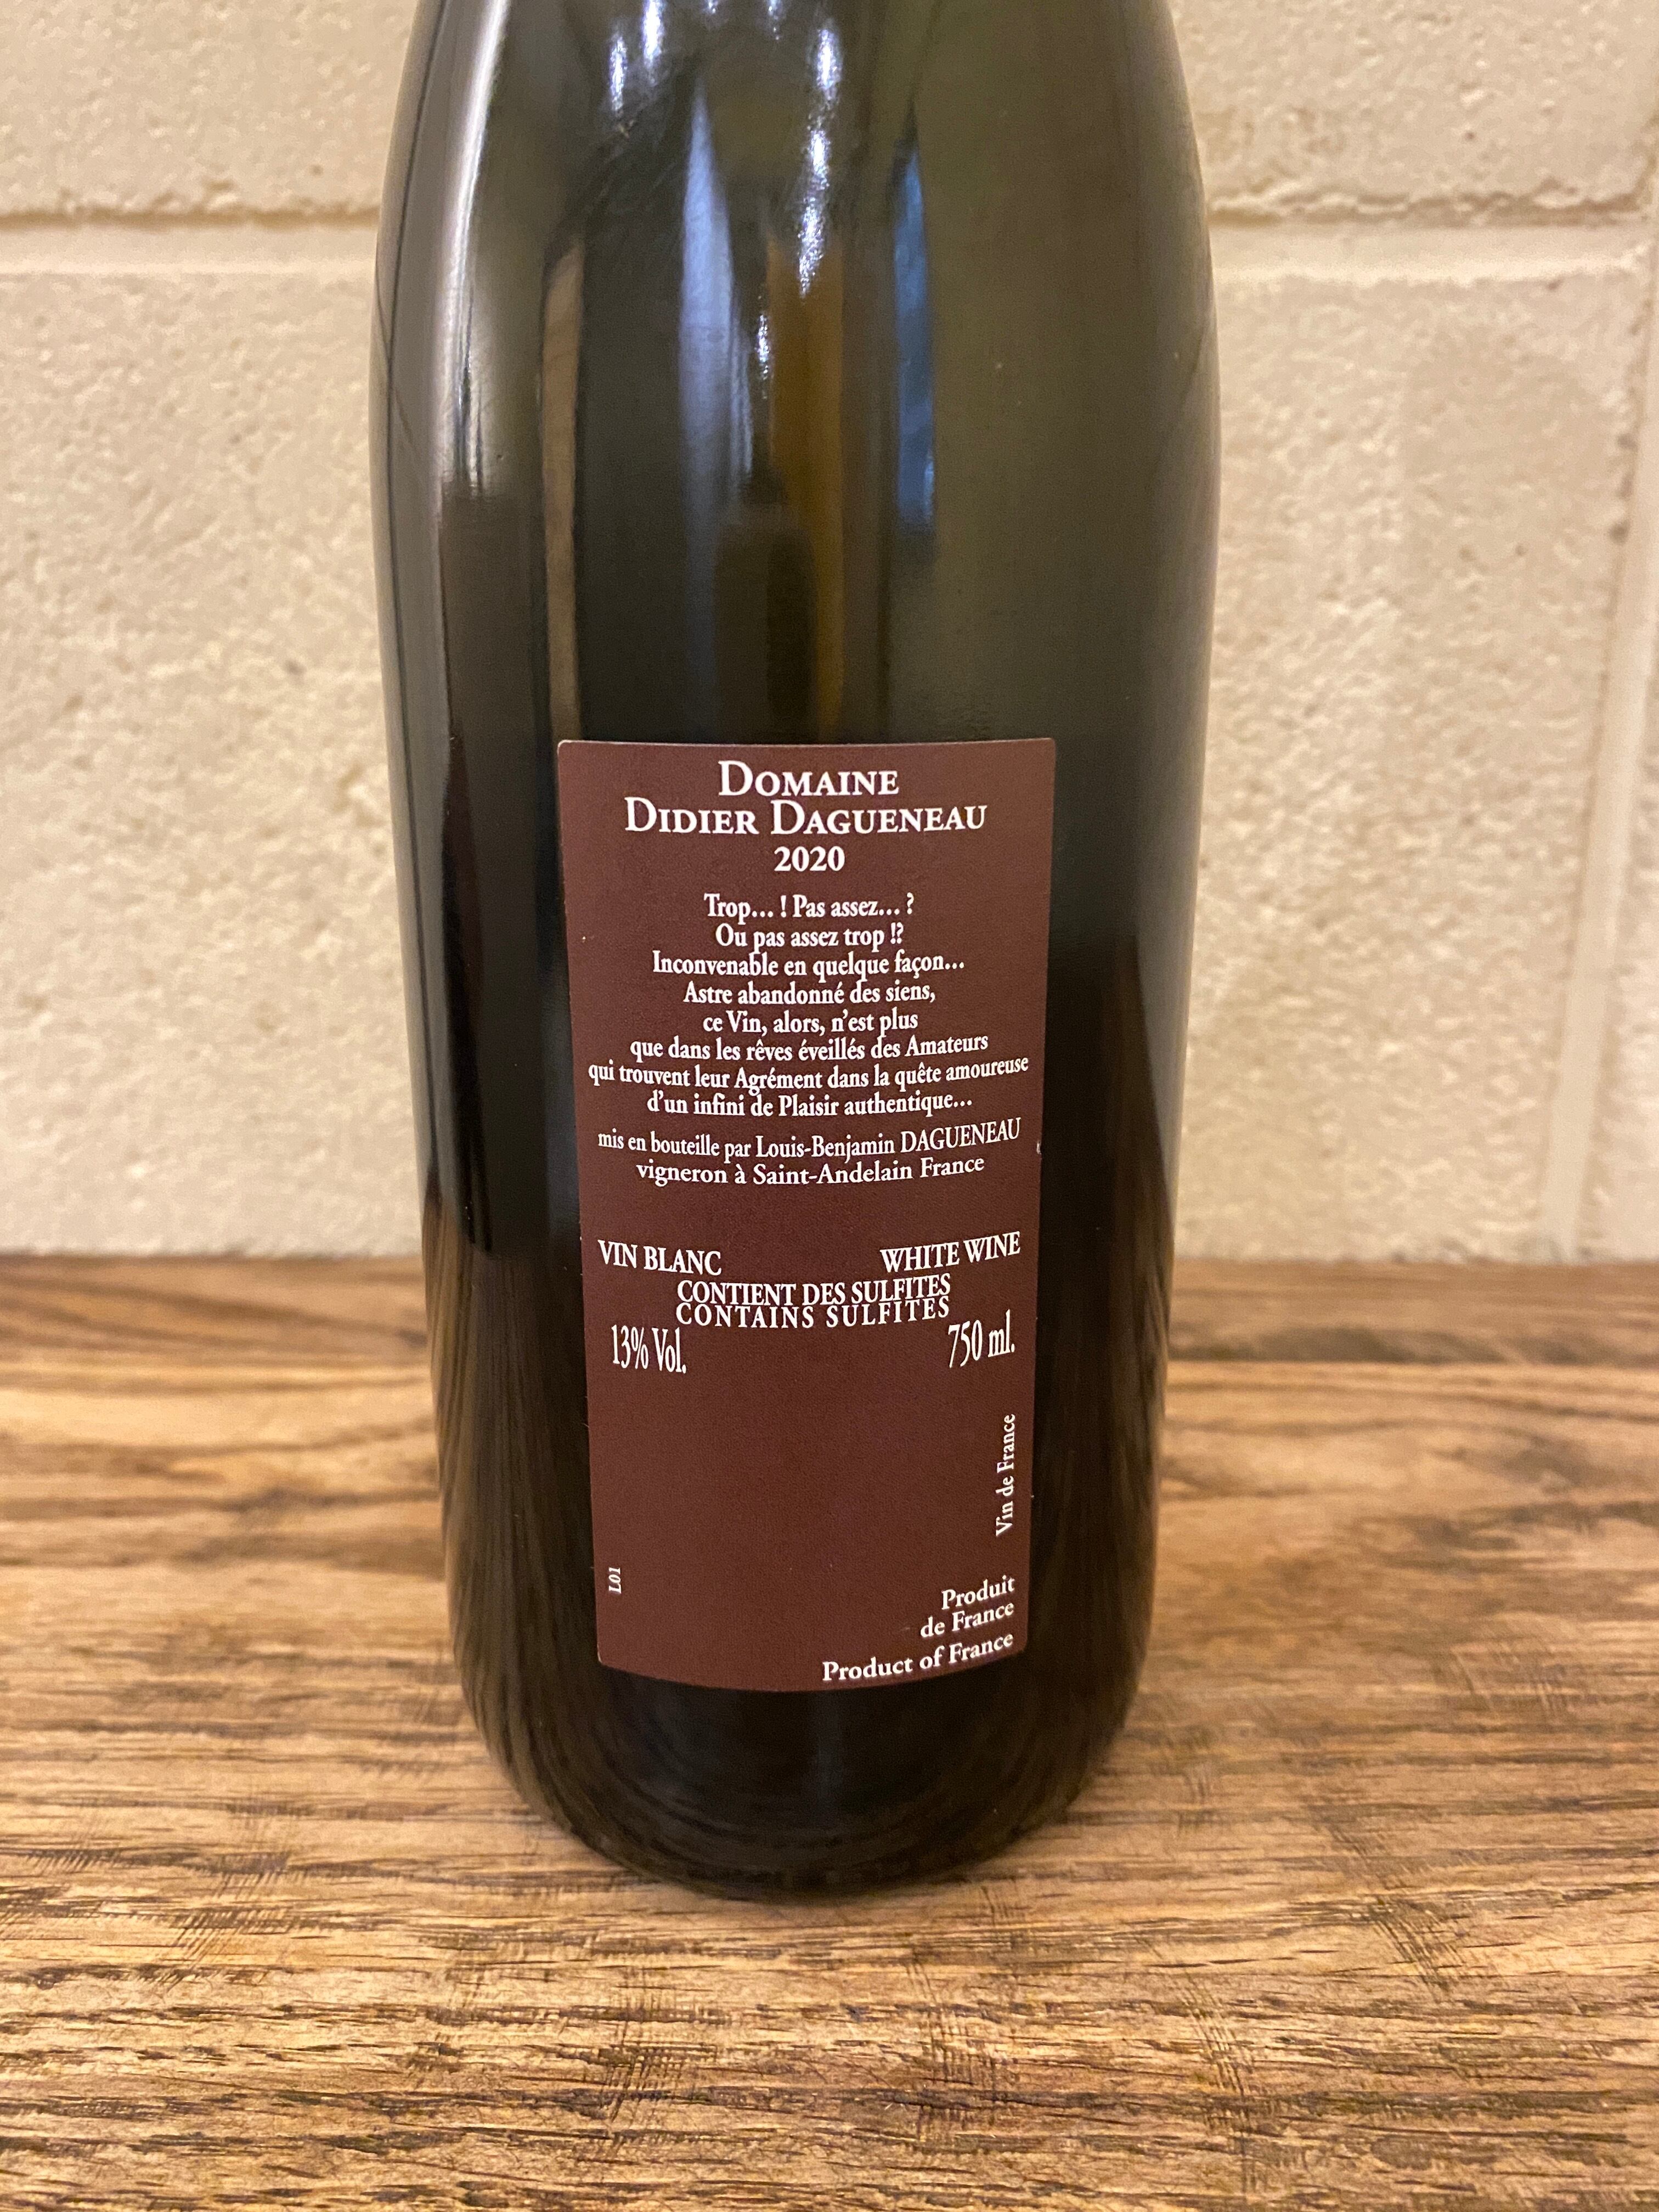 DOMAINE
DIDIER DAGUENEAU
2020
Trop... ! Pas assez... ?
Ou pas assez trop !?
Inconvenable en quelque façon...
Astre abandonné des siens,
ce Vin, alors, n'est plus
que dans les rêves éveillés des Amateurs
qui trouvent leur Agrément dans la quête amoureuse
d'un infini de Plaisir authentique...
mis en bouteille par Louis-Benjamin DAGUENEAU
vigneron à Saint-Andelain France
VIN BLANC WHITE WINE
CONTIENT DES SULFITES
CONTAINS SULFITES
13% Vol. 750 ml.
Vin de France
L01
Produit
de France
Product of France